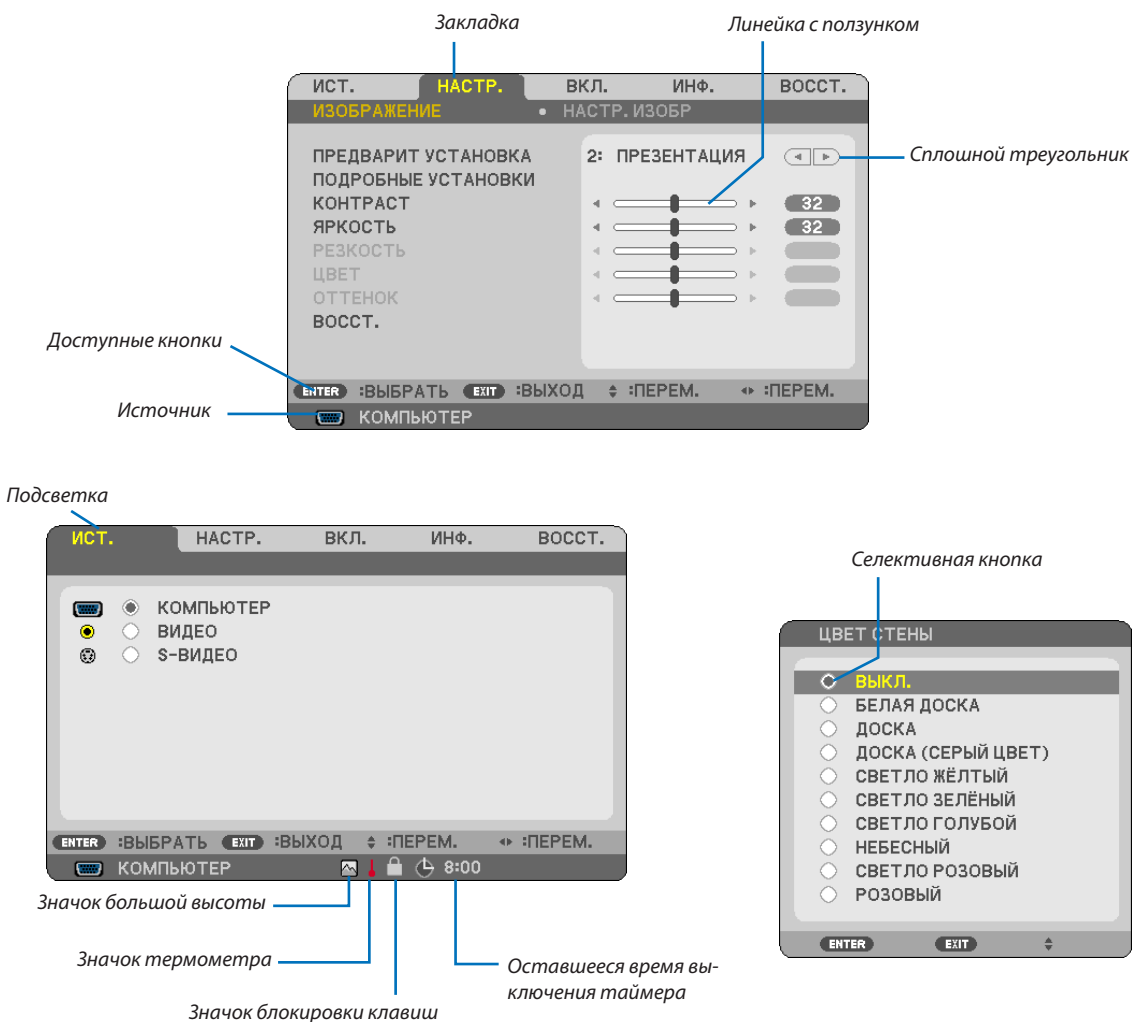 Закладка
Линейка с ползунком
ИСТ. НАСТР. ВКЛ. ИНФ. ВОССТ.
ИЗОБРАЖЕНИЕ • НАСТР. ИЗОБР
ПРЕДВАРИТ УСТАНОВКА 2: ПРЕЗЕНТАЦИЯ
Сплошной треугольник
ПОДРОБНЫЕ УСТАНОВКИ
КОНТРАСТ 32
ЯРКОСТЬ 32
РЕЗКОСТЬ
ЦВЕТ
ОТТЕНОК
ВОССТ.
Доступные кнопки
ENTER :ВЫБРАТЬ EXIT :ВЫХОД :ПЕРЕМ. :ПЕРЕМ.
Источник
КОМПЬЮТЕР
Подсветка
ИСТ. НАСТР. ВКЛ. ИНФ. ВОССТ.
КОМПЬЮТЕР
ВИДЕО
S-ВИДЕО
ENTER :ВЫБРАТЬ EXIT :ВЫХОД :ПЕРЕМ. :ПЕРЕМ.
КОМПЬЮТЕР 8:00
Значок большой высоты
Значок термометра
Значок блокировки клавиш
Оставшееся время вы-
ключения таймера
Селективная кнопка
ЦВЕТ СТЕНЫ
ВЫКЛ.
БЕЛАЯ ДОСКА
ДОСКА
ДОСКА (СЕРЫЙ ЦВЕТ)
СВЕТЛО ЖЁЛТЫЙ
СВЕТЛО ЗЕЛЁНЫЙ
СВЕТЛО ГОЛУБОЙ
НЕБЕСНЫЙ
СВЕТЛО РОЗОВЫЙ
РОЗОВЫЙ
ENTER EXIT